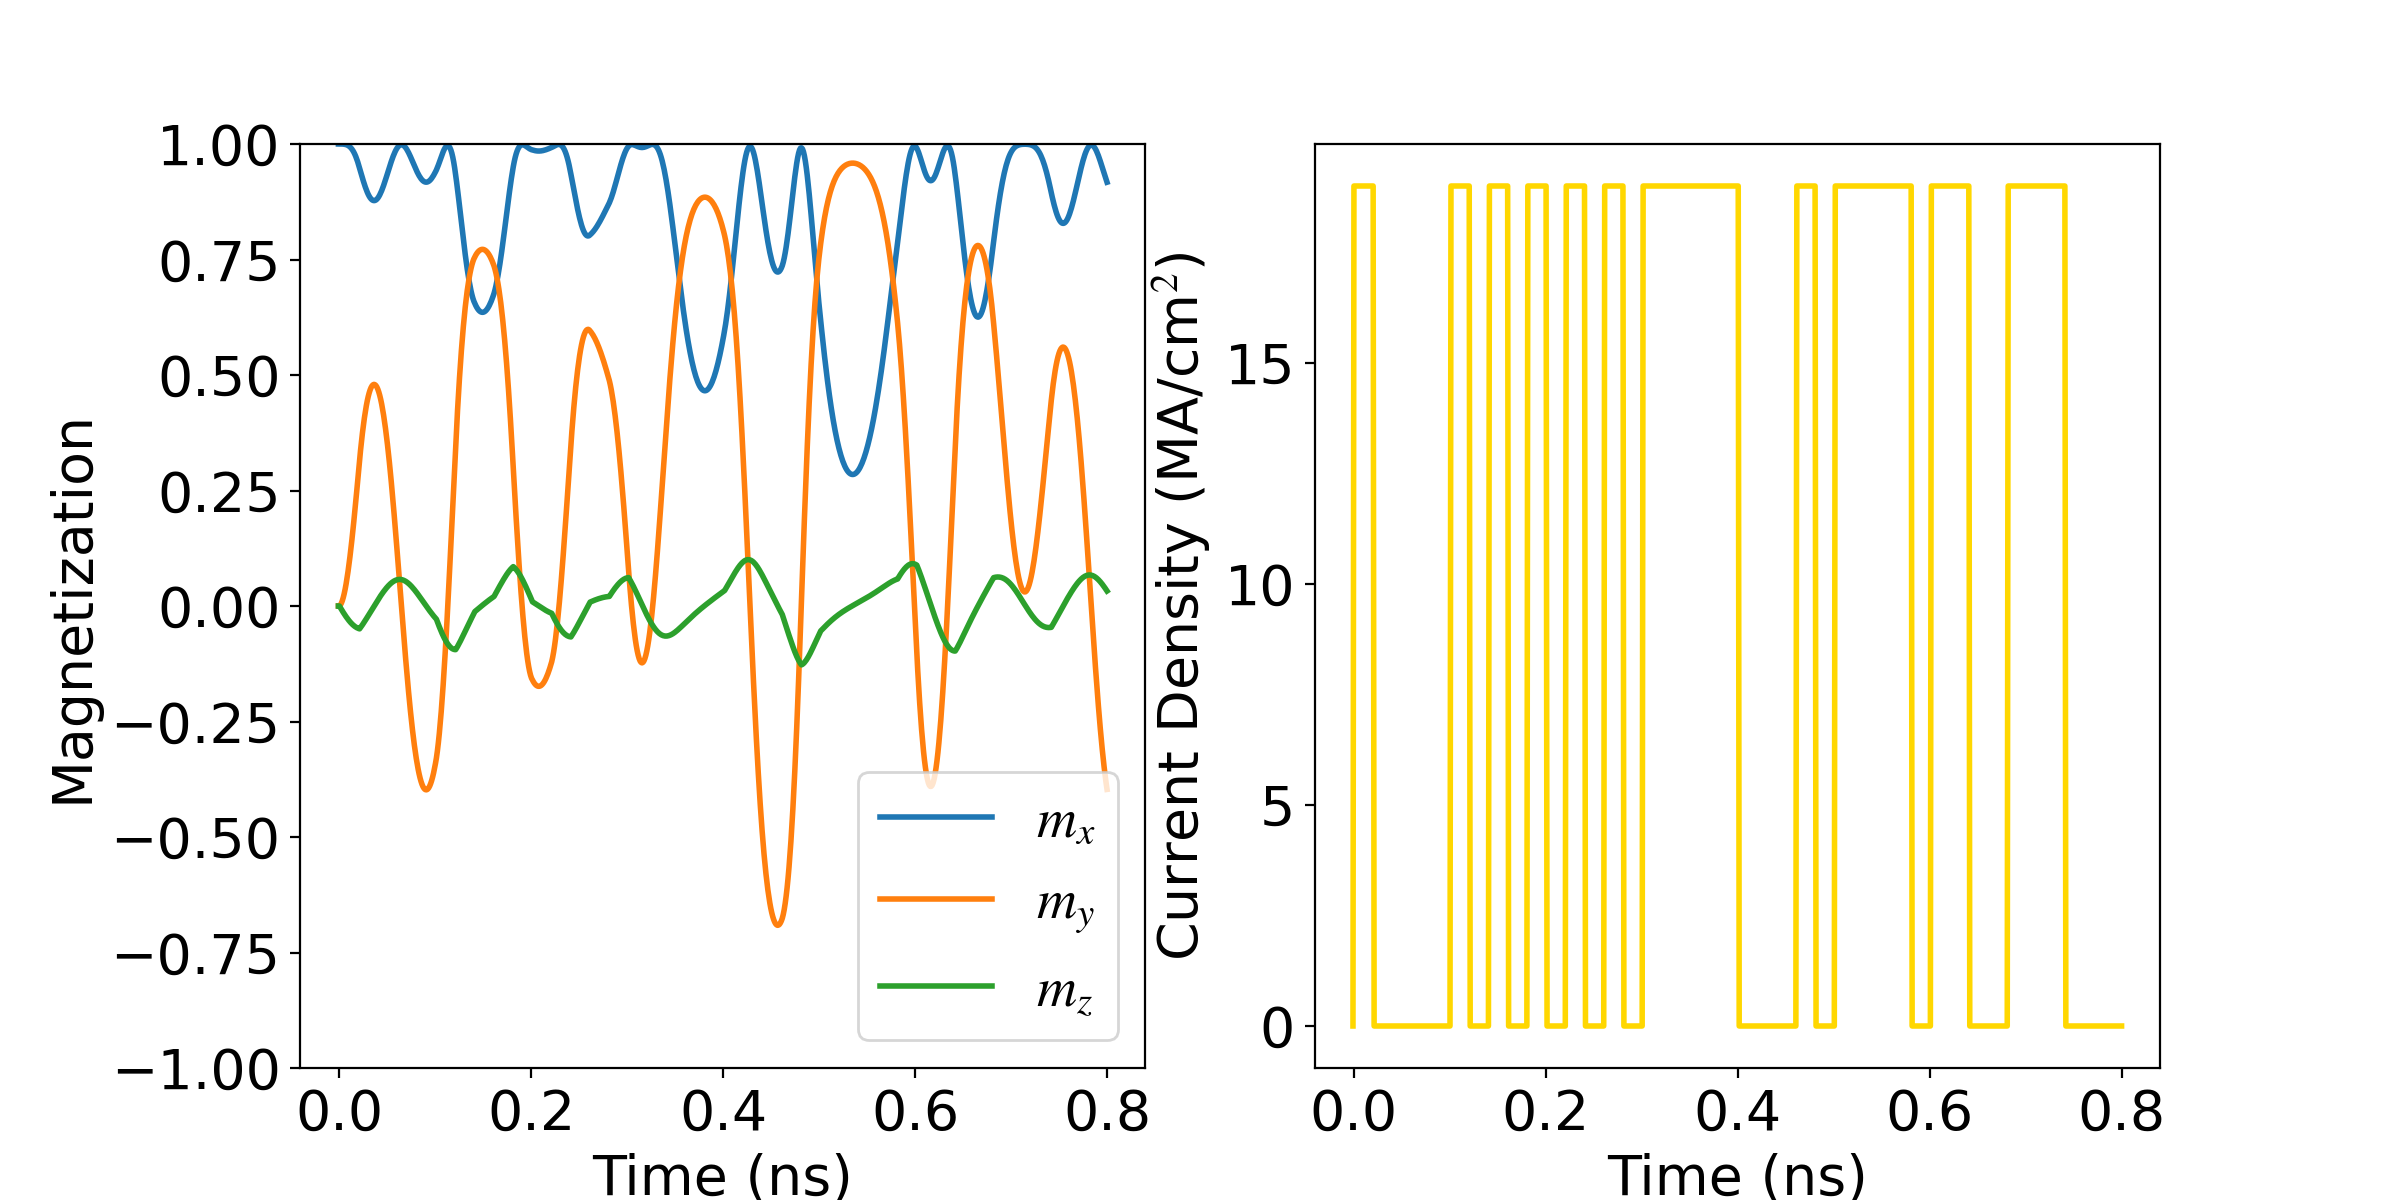 Magnetization
1.00
0.75
0.50
0.25
0.00
−0.25
−0.50
−0.75
−1.00
0.0 0.2 0.4 0.6 0.8
Time (ns)
m_x
m_y
m_z
Current Density (MA/cm²)
15
10
5
0
0.0 0.2 0.4 0.6 0.8
Time (ns)